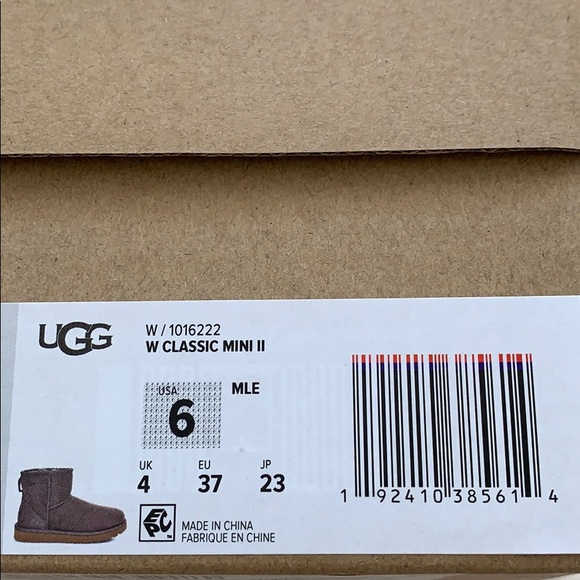 UGG
W / 1016222
W CLASSIC MINI II
USA
6
MLE
UK EU JP
4 37 23
MADE IN CHINA
FABRIQUE EN CHINE
1 92410 38561 4